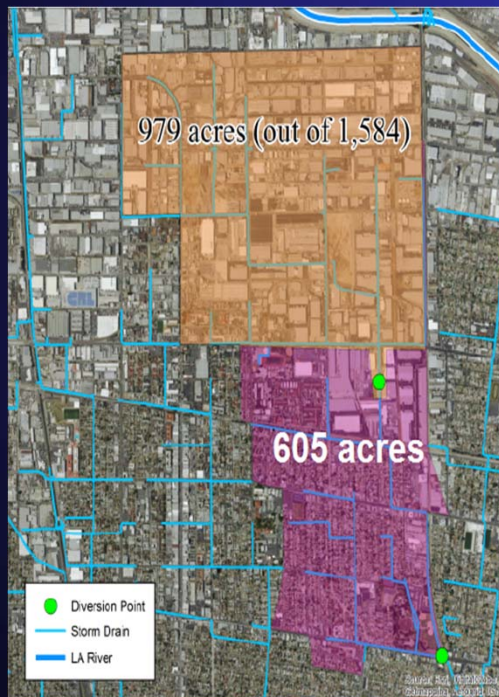 979 acres (out of 1,584)
605 acres
Diversion Point
Storm Drain
LA River